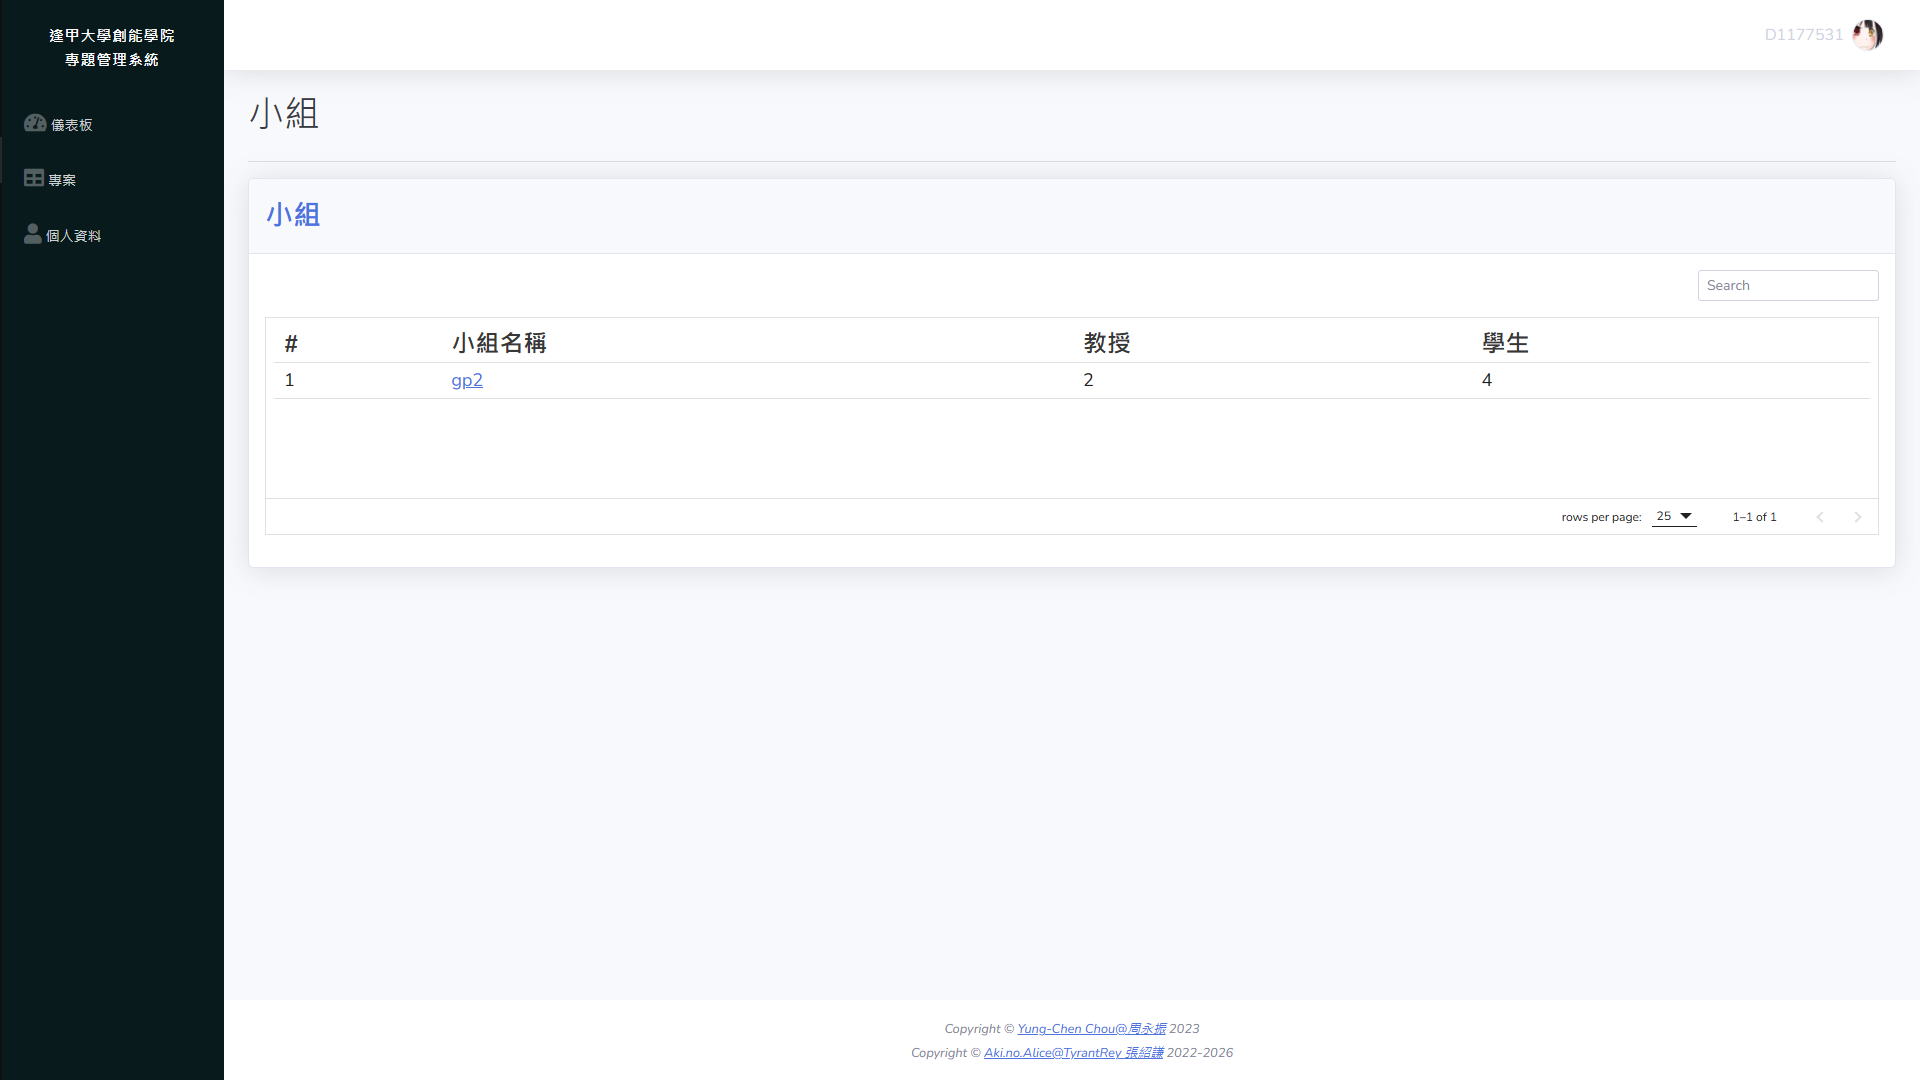 逢甲大學創能學院
專題管理系統
儀表板
專案
個人資料
D1177531
小組
小組
Search
# 小組名稱 教授 學生
1 gp2 2 4
rows per page: 25 1–1 of 1
Copyright © Yung-Chen Chou@周永振 2023
Copyright © Aki.no.Alice@TyrantRey 張紹謙 2022-2026